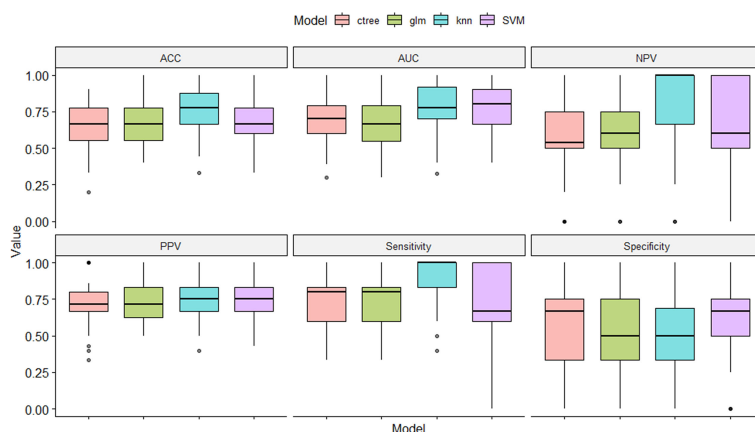 Model ctree glm knn SVM
ACC AUC NPV
1.00
0.75
0.50
0.25
0.00
PPV Sensitivity Specificity
1.00
0.75
0.50
0.25
0.00
Value
Model